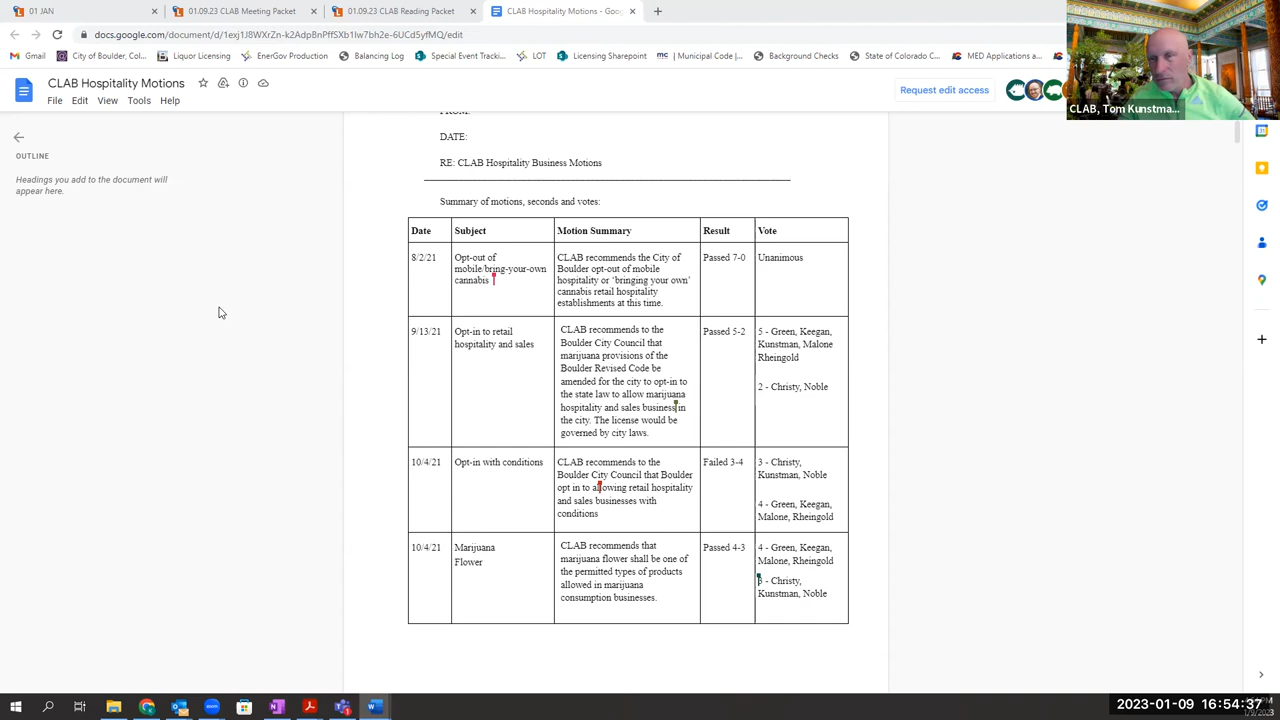 01 JAN
01.09.23 CLAB Meeting Packet
01.09.23 CLAB Reading Packet
CLAB Hospitality Motions - Goo
docs.google.com/document/d/1exj1J8WXrZn-k2AdpBnPffSXb1Iw7bh2e-6UCd5yfMQ/edit
Gmail
City of Boulder, Col
Liquor Licensing
EnerGov Production
Balancing Log
Special Event Tracki...
LOT
Licensing Sharepoint
| Municipal Code |...
Background Checks
State of Colorado C...
MED Applications
CLAB Hospitality Motions
File Edit View Tools Help
Request edit access
CLAB, Tom Kunstma...
OUTLINE
Headings you add to the document will
appear here.
FROM:
DATE:
RE: CLAB Hospitality Business Motions
Summary of motions, seconds and votes:
Date Subject Motion Summary Result Vote
8/2/21
Opt-out of
mobile/bring-your-own
cannabis
CLAB recommends the City of
Boulder opt-out of mobile
hospitality or ‘bringing your own’
cannabis retail hospitality
establishments at this time.
Passed 7-0
Unanimous
9/13/21
Opt-in to retail
hospitality and sales
CLAB recommends to the
Boulder City Council that
marijuana provisions of the
Boulder Revised Code be
amended for the city to opt-in to
the state law to allow marijuana
hospitality and sales business in
the city. The license would be
governed by city laws.
Passed 5-2
5 - Green, Keegan,
Kunstman, Malone
Rheingold
2 - Christy, Noble
10/4/21
Opt-in with conditions
CLAB recommends to the
Boulder City Council that Boulder
opt in to allowing retail hospitality
and sales businesses with
conditions
Failed 3-4
3 - Christy,
Kunstman, Noble
4 - Green, Keegan,
Malone, Rheingold
10/4/21
Marijuana
Flower
CLAB recommends that
marijuana flower shall be one of
the permitted types of products
allowed in marijuana
consumption businesses.
Passed 4-3
4 - Green, Keegan,
Malone, Rheingold
3 - Christy,
Kunstman, Noble
2023-01-09 16:54:37